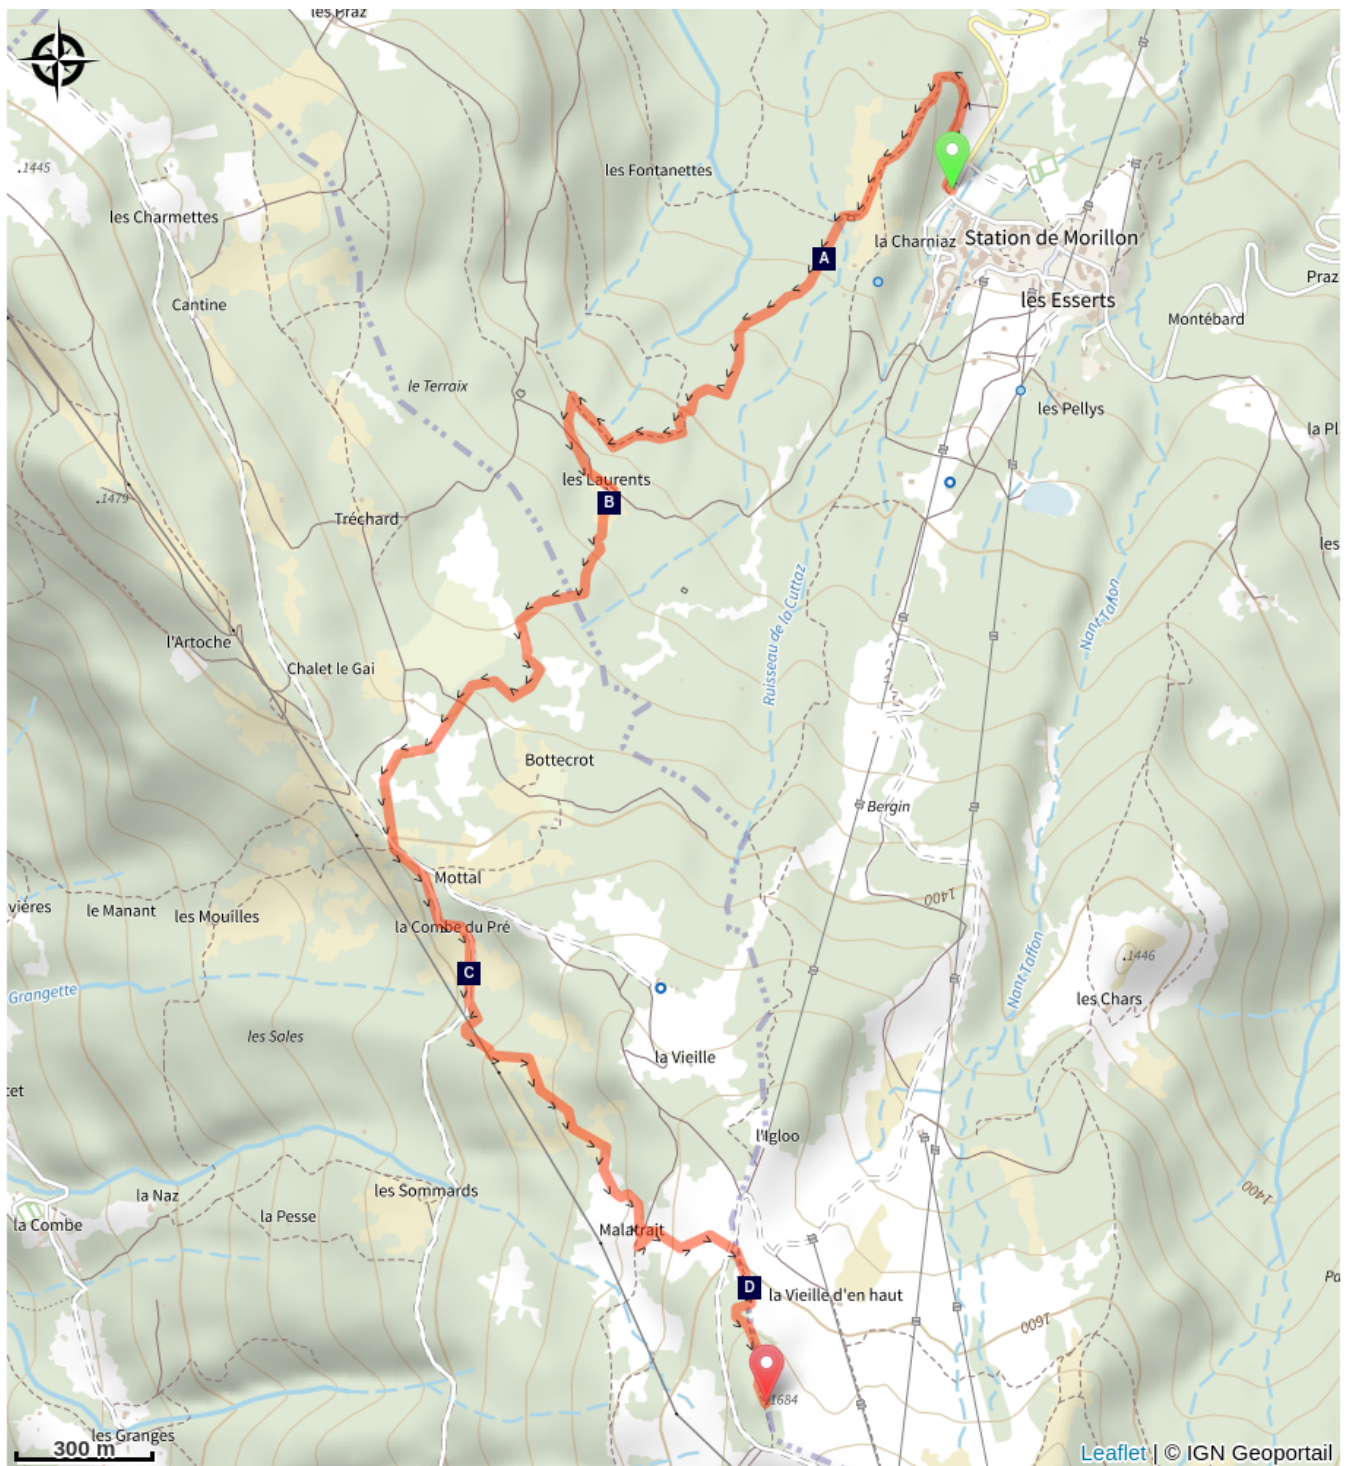 les Praz
.1445
les Fontanettes
les Charmettes
la Charniaz
Station de Morillon
A
Praz
Cantine
les Esserts
Montébard
le Terraix
les Pellys
la Pl
les Laurents
.1479
B
Tréchard
les
Ruisseau de la Cuttaz
Nant Taffon
l'Artoche
Chalet le Gai
Bottecrot
Bergin
Mottal
1400
vières
le Manant
les Mouilles
la Combe du Pré
.1446
C
Nant Taffon
Grangette
les Chars
les Sales
la Vieille
cet
l'Igloo
la Naz
les Sommards
1400
la Pesse
la Combe
Malatrait
Pa
D
la Vieille d'en haut
1600
1684
les Granges
300 m
Leaflet | © IGN Geoportail